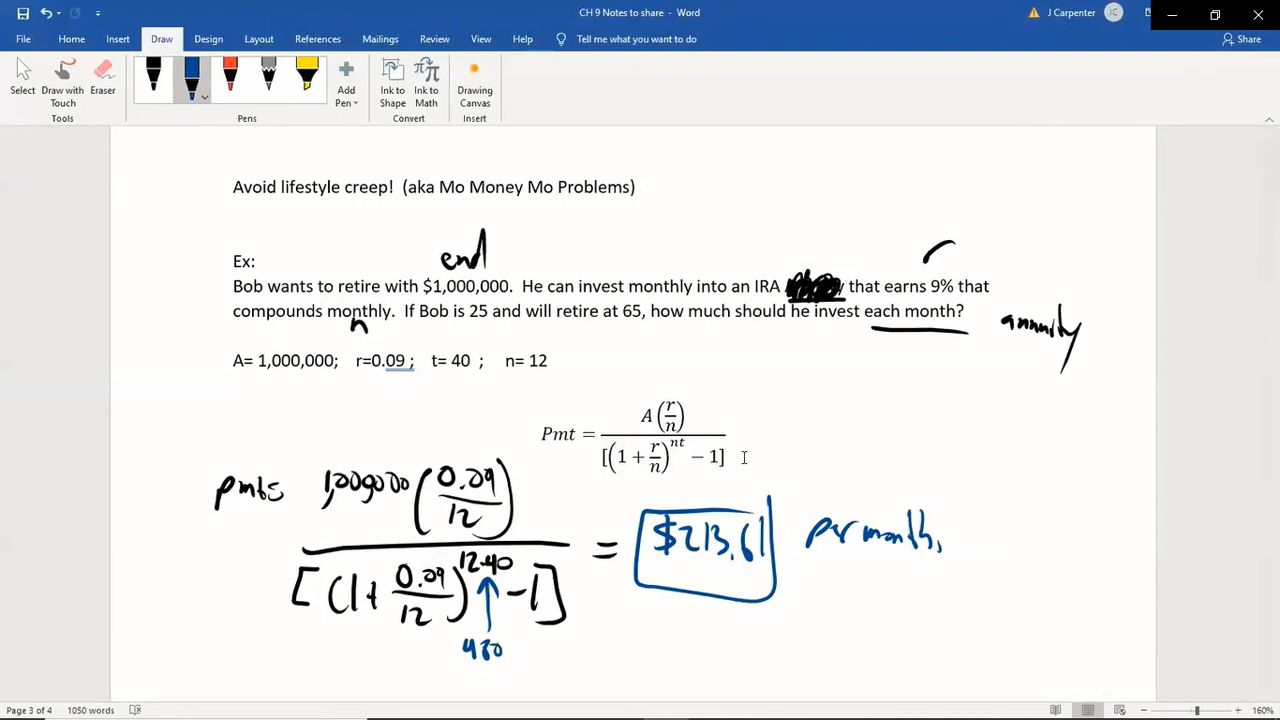 CH 9 Notes to share - Word
J Carpenter JC
File Home Insert Draw Design Layout References Mailings Review View Help Tell me what you want to do Share
Select Draw with Touch Eraser Add Pen Ink to Shape Ink to Math Drawing Canvas
Tools Pens Convert Insert
Avoid lifestyle creep! (aka Mo Money Mo Problems)
end
Ex:
Bob wants to retire with $1,000,000. He can invest monthly into an IRA that earns 9% that
compounds monthly. If Bob is 25 and will retire at 65, how much should he invest each month?
n annuity
A= 1,000,000; r=0.09 ; t= 40 ; n= 12
Pmt = A(r/n) / [(1 + r/n)^nt − 1]
pmt= 1,000,000 (0.09/12) / [(1+ 0.09/12)^12·40 -1] = $213.61 per month.
480
Page 3 of 4 1050 words 160%